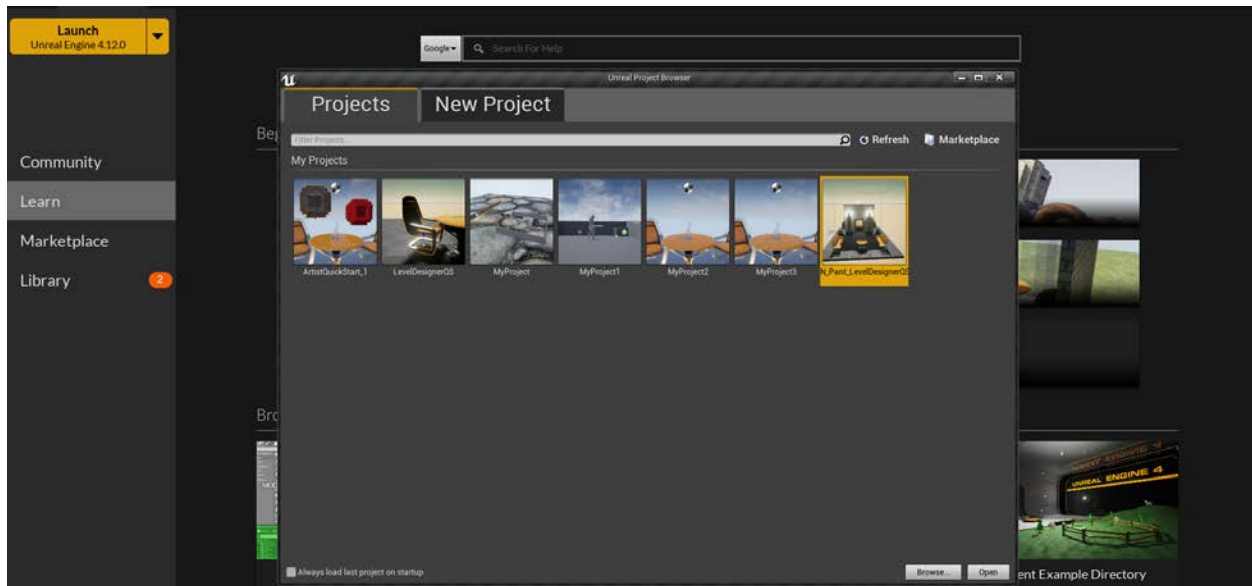 Launch
Unreal Engine 4.12.0
Community
Learn
Marketplace
Library
2
Google
Search For Help
Unreal Project Browser
Projects
New Project
Filter Projects...
Refresh
Marketplace
My Projects
ArtistQuickStart_1
LevelDesignerQS
MyProject
MyProject1
MyProject2
MyProject3
N_Pant_LevelDesignerQS
Always load last project on startup
Browse...
Open
Beg
Bro
UNREAL ENGINE 4
ent Example Directory